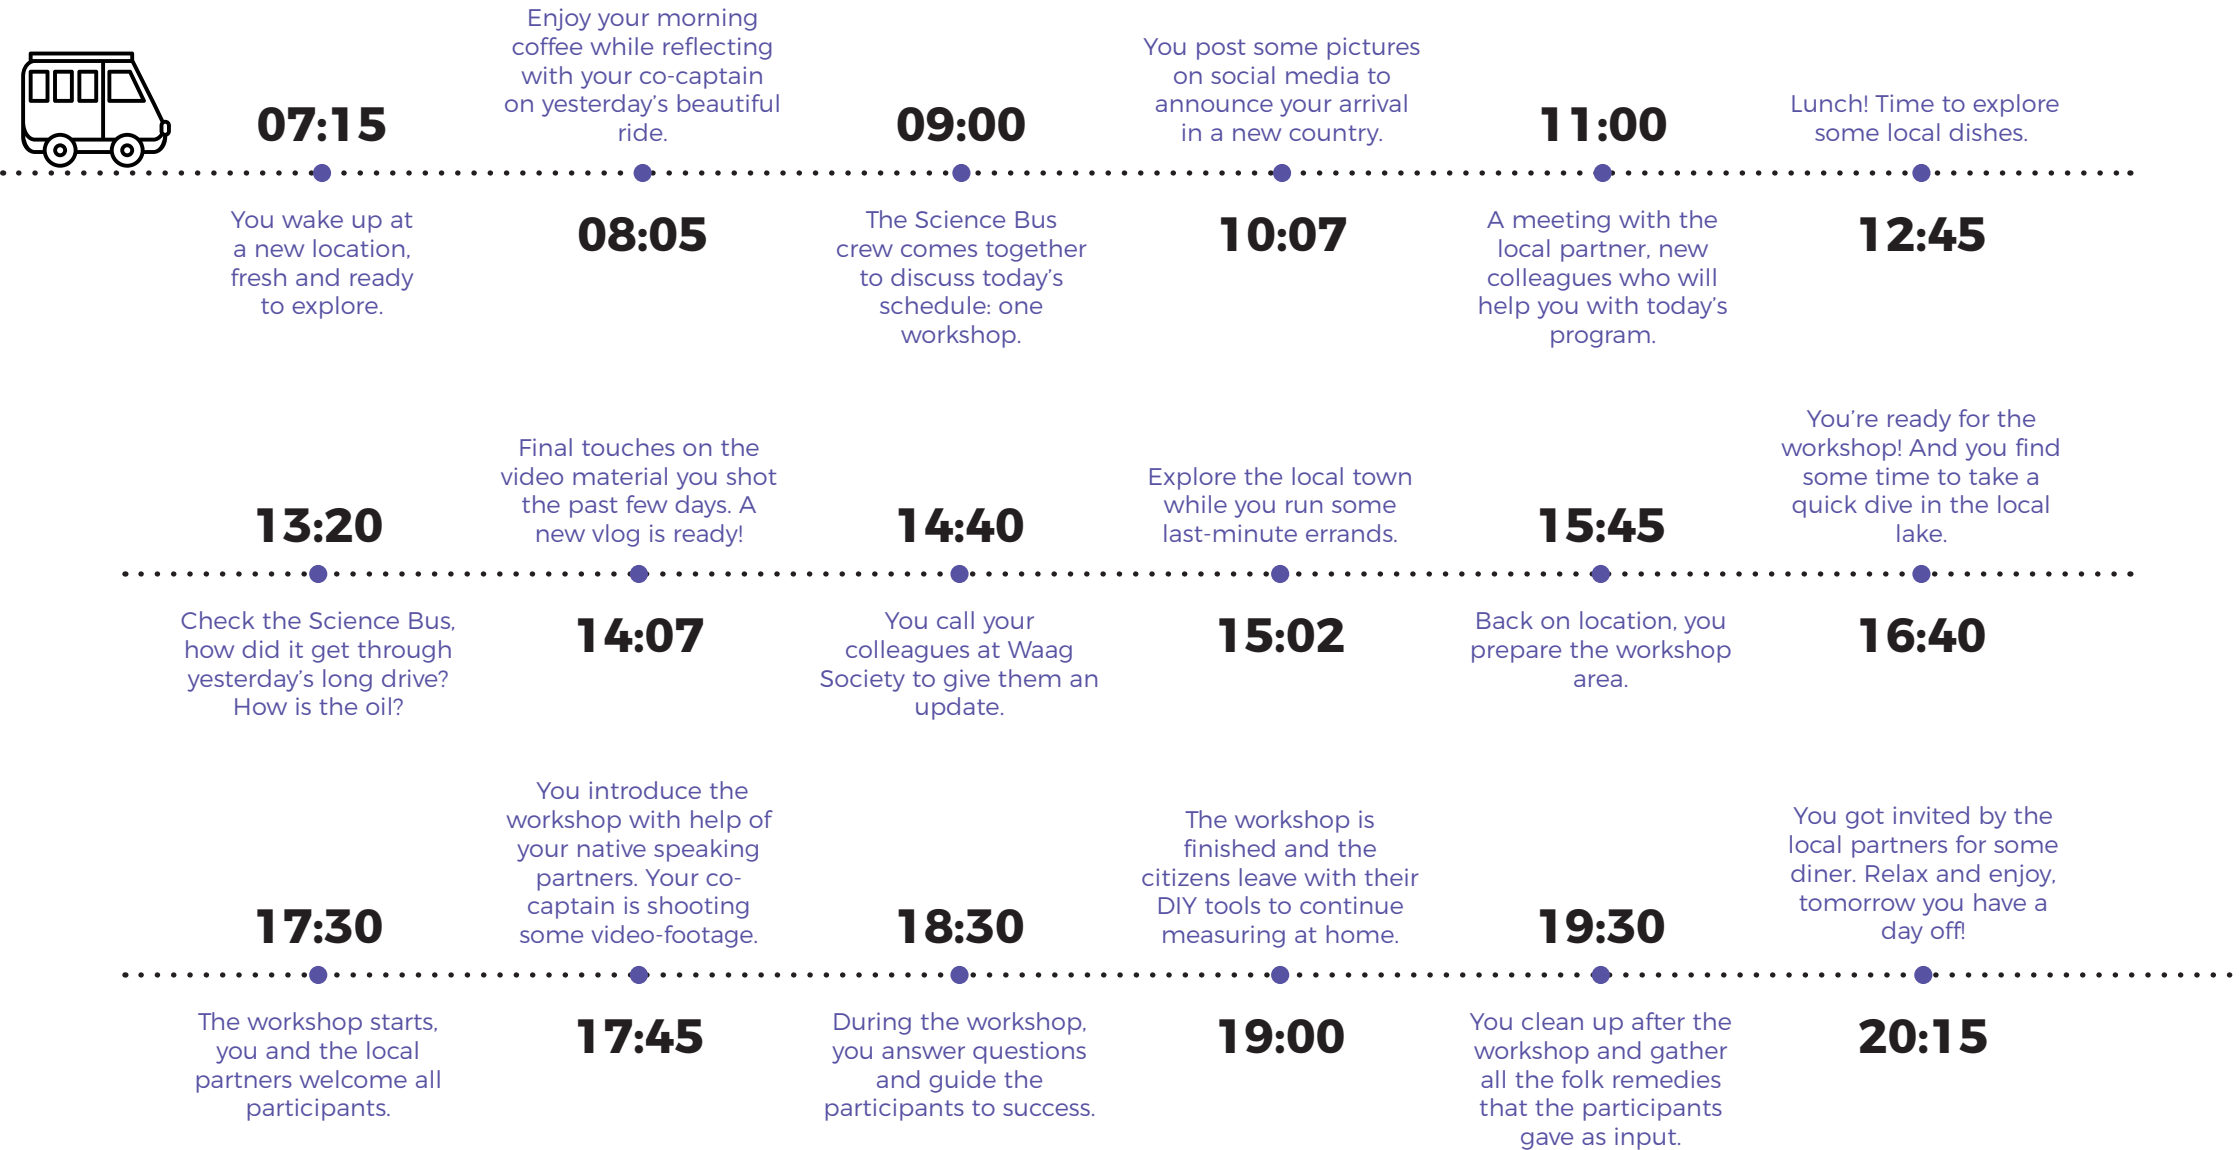 07:15
You wake up at
a new location,
fresh and ready
to explore.
Enjoy your morning
coffee while reflecting
with your co-captain
on yesterday's beautiful
ride.
08:05
09:00
The Science Bus
crew comes together
to discuss today's
schedule: one
workshop.
You post some pictures
on social media to
announce your arrival
in a new country.
10:07
11:00
A meeting with the
local partner, new
colleagues who will
help you with today's
program.
Lunch! Time to explore
some local dishes.
12:45
13:20
Check the Science Bus,
how did it get through
yesterday's long drive?
How is the oil?
Final touches on the
video material you shot
the past few days. A
new vlog is ready!
14:07
14:40
You call your
colleagues at Waag
Society to give them an
update.
Explore the local town
while you run some
last-minute errands.
15:02
15:45
Back on location, you
prepare the workshop
area.
You're ready for the
workshop! And you find
some time to take a
quick dive in the local
lake.
16:40
17:30
The workshop starts,
you and the local
partners welcome all
participants.
You introduce the
workshop with help of
your native speaking
partners. Your co-
captain is shooting
some video-footage.
17:45
18:30
During the workshop,
you answer questions
and guide the
participants to success.
The workshop is
finished and the
citizens leave with their
DIY tools to continue
measuring at home.
19:00
19:30
You clean up after the
workshop and gather
all the folk remedies
that the participants
gave as input.
You got invited by the
local partners for some
diner. Relax and enjoy,
tomorrow you have a
day off!
20:15